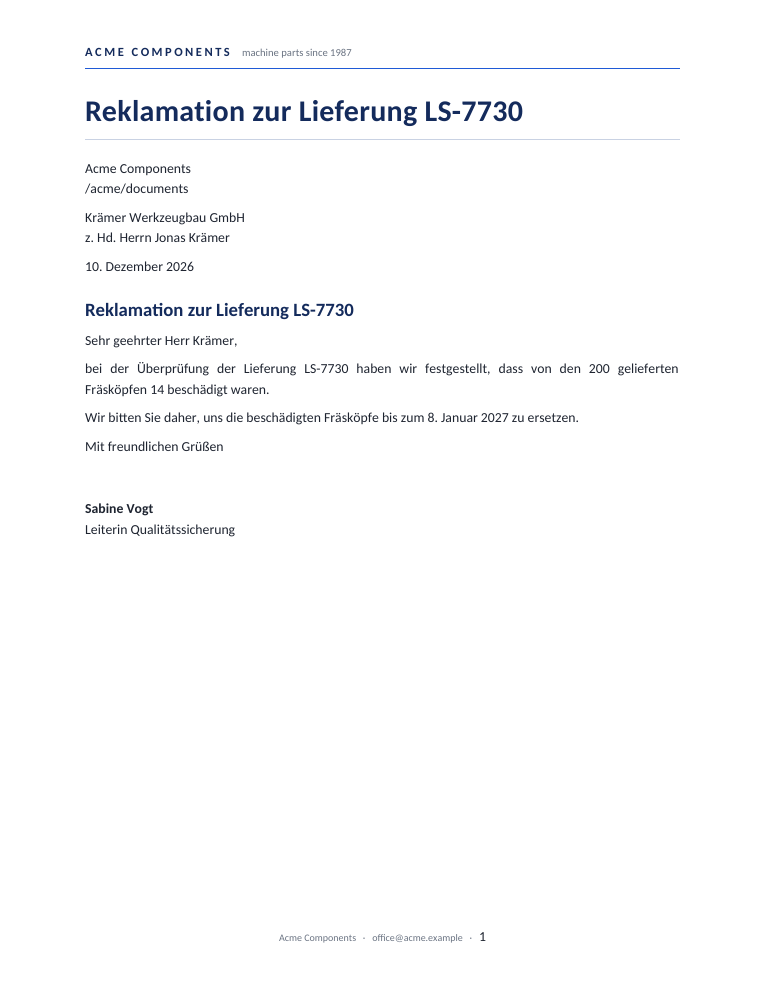 ACME COMPONENTS machine parts since 1987
Reklamation zur Lieferung LS-7730
Acme Components
/acme/documents
Krämer Werkzeugbau GmbH
z. Hd. Herrn Jonas Krämer
10. Dezember 2026
Reklamation zur Lieferung LS-7730
Sehr geehrter Herr Krämer,
bei der Überprüfung der Lieferung LS-7730 haben wir festgestellt, dass von den 200 gelieferten
Fräsköpfen 14 beschädigt waren.
Wir bitten Sie daher, uns die beschädigten Fräsköpfe bis zum 8. Januar 2027 zu ersetzen.
Mit freundlichen Grüßen
Sabine Vogt
Leiterin Qualitätssicherung
Acme Components · office@acme.example · 1